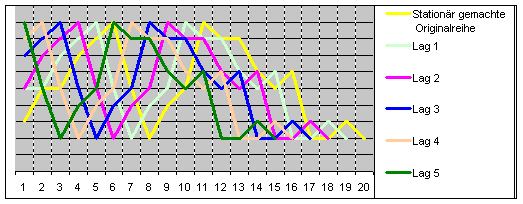 Stationär gemachte
Originalreihe
Lag 1
Lag 2
Lag 3
Lag 4
Lag 5
1 2 3 4 5 6 7 8 9 10 11 12 13 14 15 16 17 18 19 20